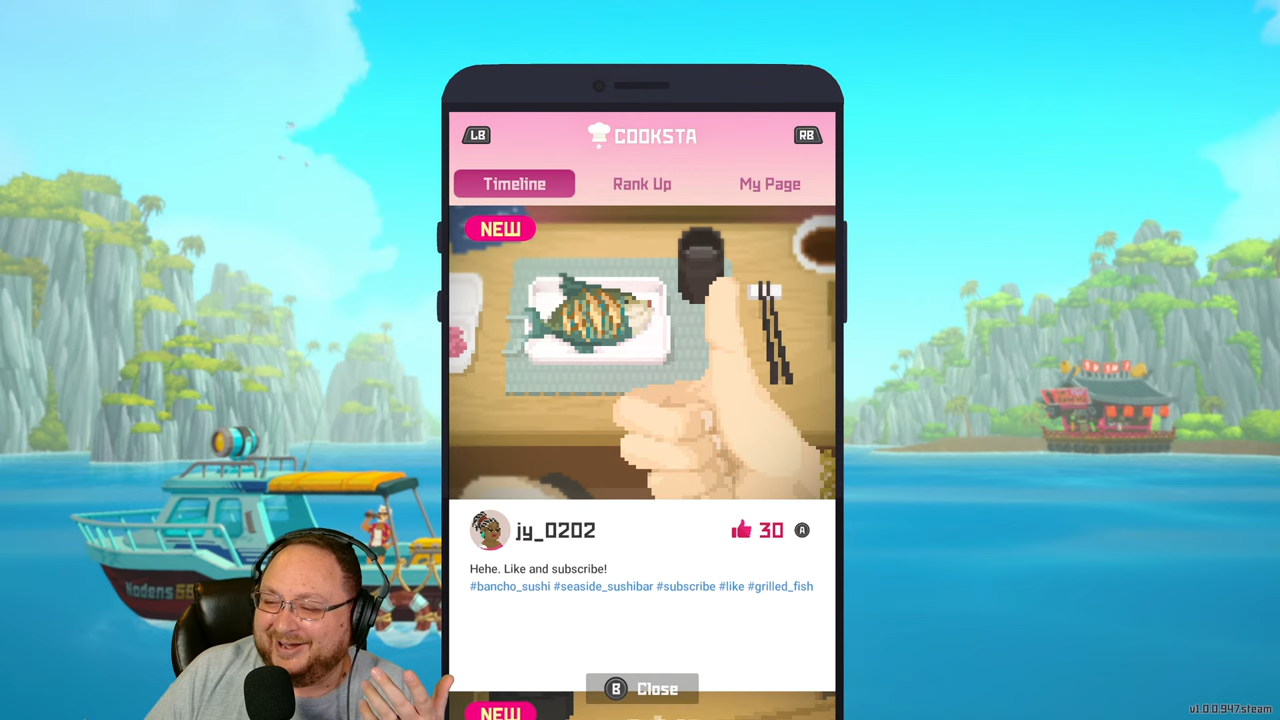 LB
COOKSTA
RB
Timeline
Rank Up
My Page
NEW
jy_0202
30
A
Hehe. Like and subscribe!
#bancho_sushi #seaside_sushibar #subscribe #like #grilled_fish
B Close
NEW
v1.0.0.947.steam